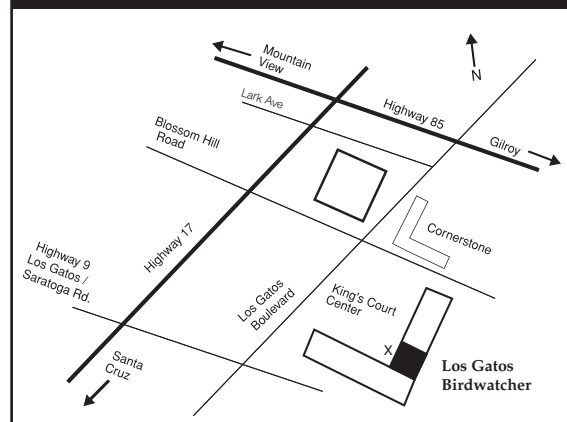 Mountain
View
N
Lark Ave
Highway 85
Blossom Hill
Road
Gilroy
Cornerstone
Highway 17
Highway 9
Los Gatos /
Saratoga Rd.
Los Gatos
Boulevard
King's Court
Center
X
Santa
Cruz
Los Gatos
Birdwatcher